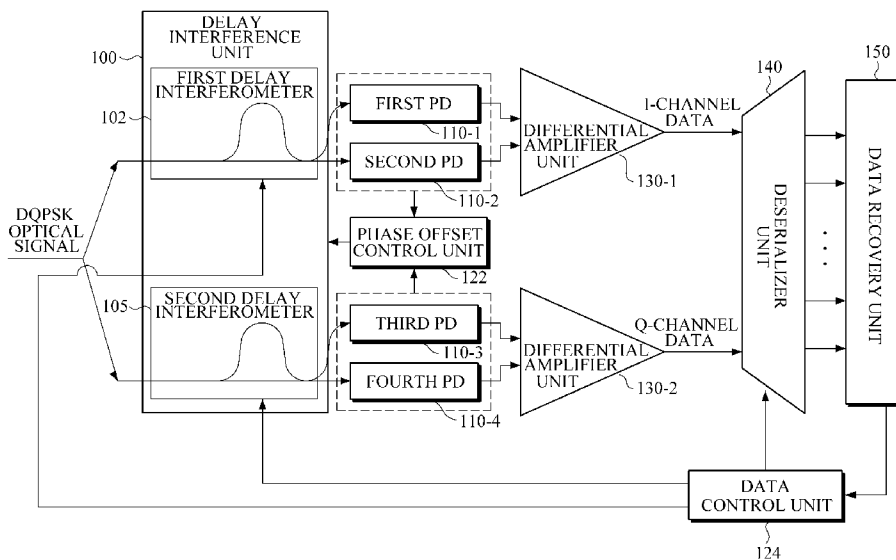 DELAY
INTERFERENCE
UNIT
100
FIRST DELAY
INTERFEROMETER
102
FIRST PD
110-1
SECOND PD
110-2
DIFFERENTIAL
AMPLIFIER
UNIT
130-1
I-CHANNEL
DATA
140
DESERIALIZER
UNIT
150
DATA RECOVERY UNIT
DQPSK
OPTICAL
SIGNAL
PHASE OFFSET
CONTROL UNIT
122
SECOND DELAY
INTERFEROMETER
105
THIRD PD
110-3
FOURTH PD
110-4
DIFFERENTIAL
AMPLIFIER
UNIT
130-2
Q-CHANNEL
DATA
DATA
CONTROL UNIT
124